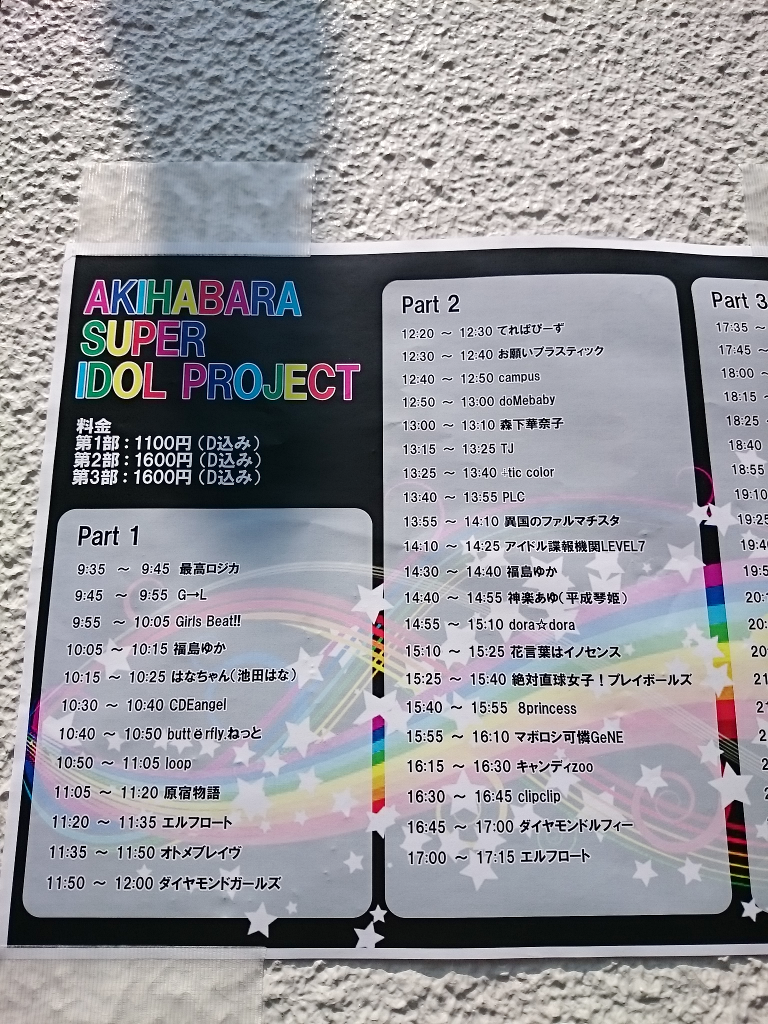 AKIHABARA
SUPER
IDOL PROJECT
料金
第1部：1100円（D込み）
第2部：1600円（D込み）
第3部：1600円（D込み）
Part 1
9:35 ～ 9:45 最高ロジカ
9:45 ～ 9:55 G→L
9:55 ～ 10:05 Girls Beat!!
10:05 ～ 10:15 福島ゆか
10:15 ～ 10:25 はなちゃん（池田はな）
10:30 ～ 10:40 CDEangel
10:40 ～ 10:50 buttёrfly.ねっと
10:50 ～ 11:05 loop
11:05 ～ 11:20 原宿物語
11:20 ～ 11:35 エルフロート
11:35 ～ 11:50 オトメブレイヴ
11:50 ～ 12:00 ダイヤモンドガールズ
Part 2
12:20 ～ 12:30 てれぱびーず
12:30 ～ 12:40 お願いプラスティック
12:40 ～ 12:50 campus
12:50 ～ 13:00 doMebaby
13:00 ～ 13:10 森下華奈子
13:15 ～ 13:25 TJ
13:25 ～ 13:40 +tic color
13:40 ～ 13:55 PLC
13:55 ～ 14:10 異国のファルマチスタ
14:10 ～ 14:25 アイドル諜報機関LEVEL7
14:30 ～ 14:40 福島ゆか
14:40 ～ 14:55 神楽あゆ（平成琴姫）
14:55 ～ 15:10 dora☆dora
15:10 ～ 15:25 花言葉はイノセンス
15:25 ～ 15:40 絶対直球女子！プレイボールズ
15:40 ～ 15:55 8princess
15:55 ～ 16:10 マボロシ可憐GeNE
16:15 ～ 16:30 キャンディzoo
16:30 ～ 16:45 clipclip
16:45 ～ 17:00 ダイヤモンドルフィー
17:00 ～ 17:15 エルフロート
Part 3
17:35 ～
17:45 ～
18:00 ～
18:15 ～
18:25
18:40
18:55
19:10
19:25